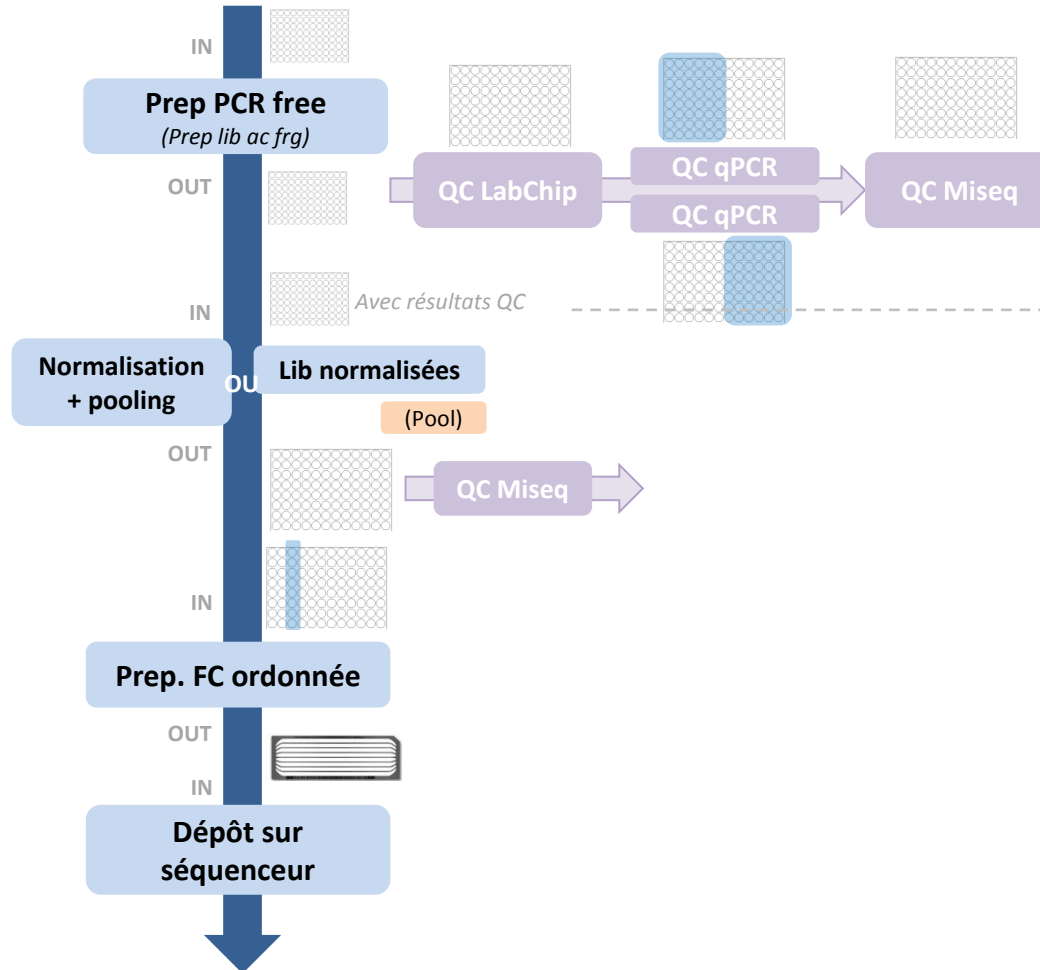 IN
Prep PCR free
(Prep lib ac frg)
OUT
QC LabChip
QC qPCR
QC qPCR
QC Miseq
IN
Avec résultats QC
Normalisation
+ pooling
OU
Lib normalisées
(Pool)
OUT
QC Miseq
IN
Prep. FC ordonnée
OUT
IN
Dépôt sur
séquenceur